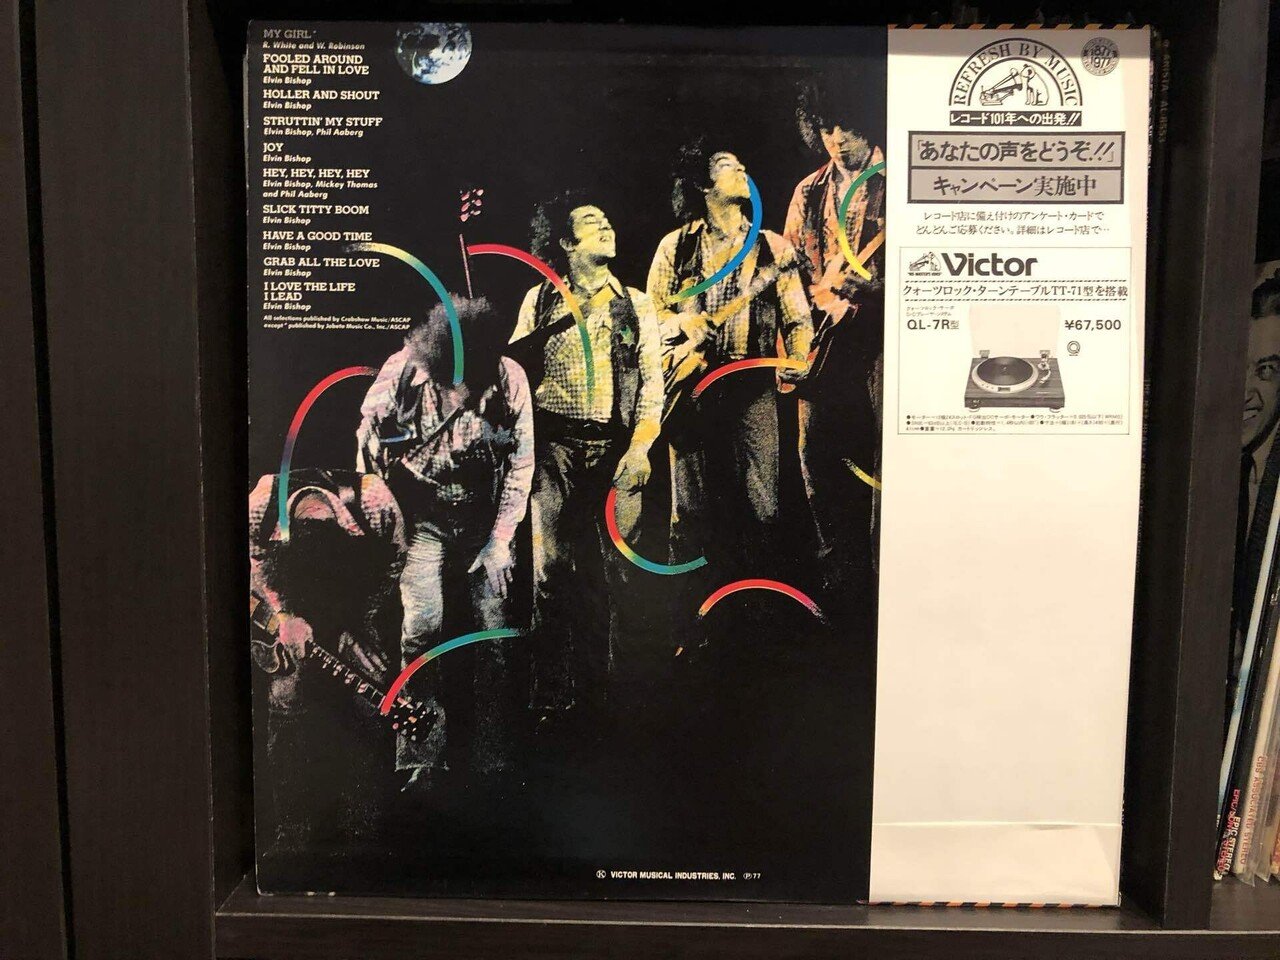 MY GIRL*
R. White and W. Robinson
FOOLED AROUND
AND FELL IN LOVE
Elvin Bishop
HOLLER AND SHOUT
Elvin Bishop
STRUTTIN' MY STUFF
Elvin Bishop, Phil Aaberg
JOY
Elvin Bishop
HEY, HEY, HEY, HEY
Elvin Bishop, Mickey Thomas
and Phil Aaberg
SLICK TITTY BOOM
Elvin Bishop
HAVE A GOOD TIME
Elvin Bishop
GRAB ALL THE LOVE
Elvin Bishop
I LOVE THE LIFE
I LEAD
Elvin Bishop
All selections published by Crabshaw Music/ASCAP
except * published by Jobete Music Co., Inc./ASCAP
Ⓚ VICTOR MUSICAL INDUSTRIES, INC. Ⓟ77
REFRESH BY MUSIC
1877
1977
レコード101年への出発!!
「あなたの声をどうぞ!!」
キャンペーン実施中
レコード店に備え付けのアンケート・カードで
どんどんご応募ください。詳細はレコード店で…
"HIS MASTER'S VOICE"
Victor
クォーツロック・ターンテーブルTT-71型を搭載
QL-7R型
¥67,500
EPIC STEREO